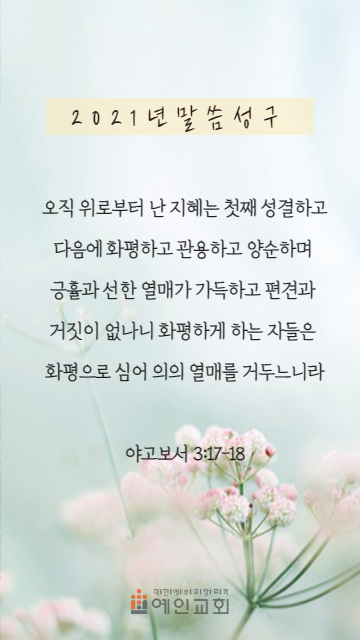 2021년말씀성구
오직 위로부터 난 지혜는 첫째 성결하고
다음에 화평하고 관용하고 양순하며
긍휼과 선한 열매가 가득하고 편견과
거짓이 없나니 화평하게 하는 자들은
화평으로 심어 의의 열매를 거두느니라
야고보서 3:17-18
예인교회